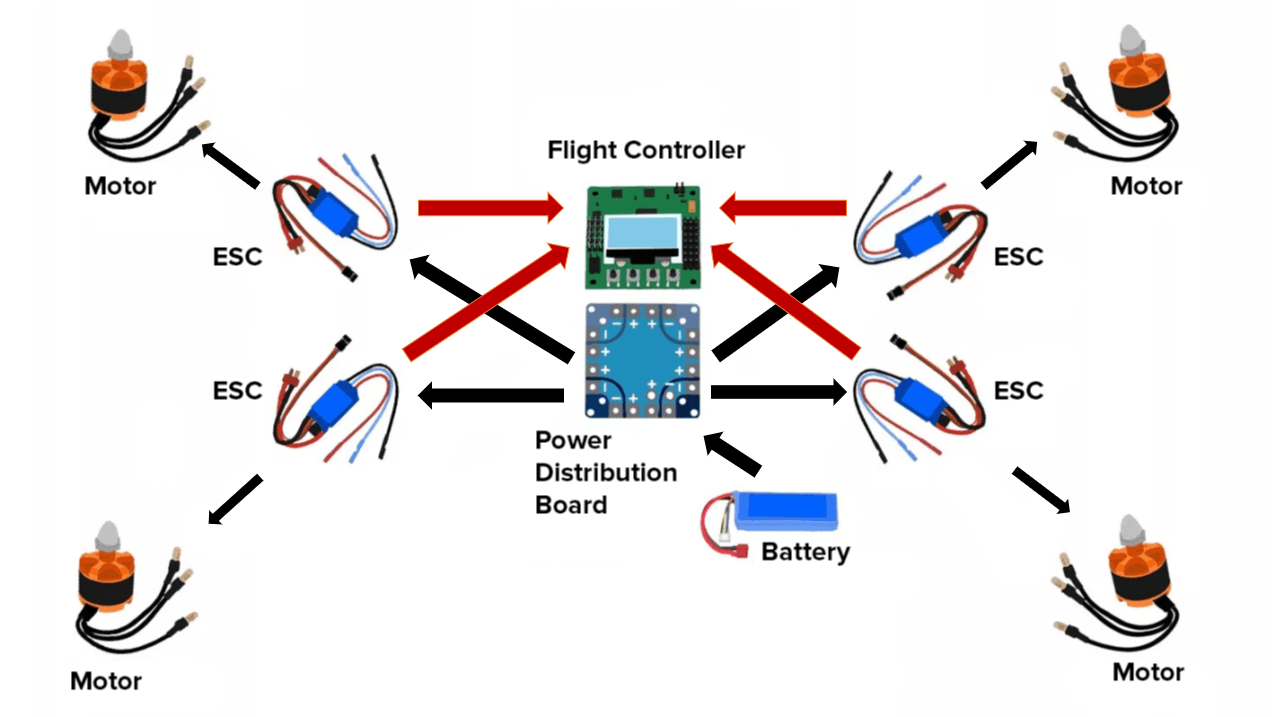 Flight Controller
Motor
Motor
ESC
ESC
ESC
ESC
Power
Distribution
Board
Battery
Motor
Motor